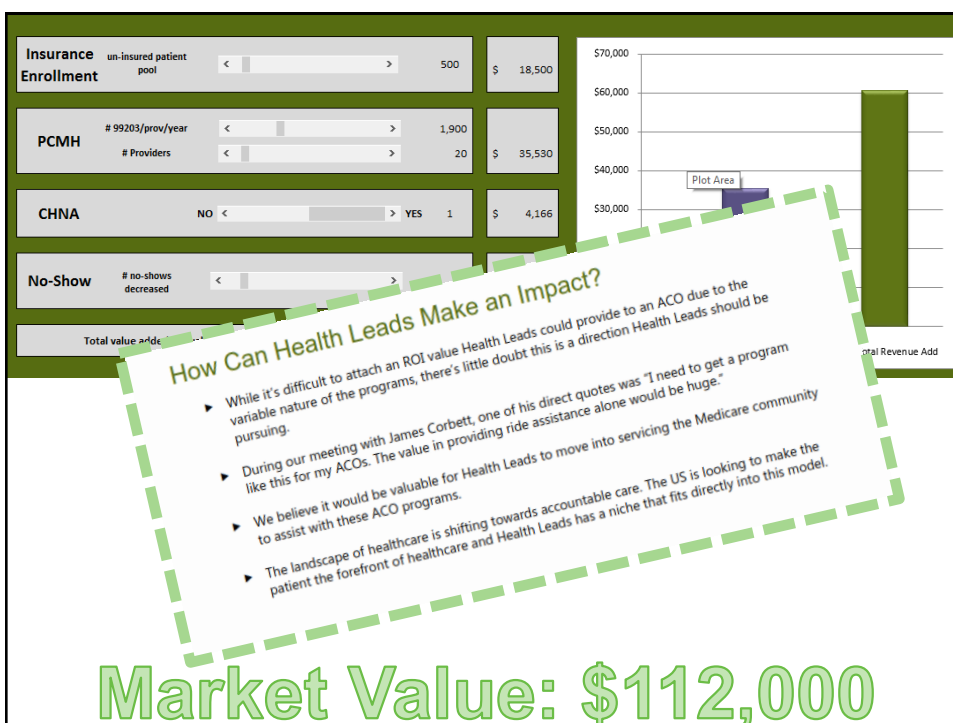 Insurance Enrollment
un-insured patient pool
500
$ 18,500
PCMH
# 99203/prov/year
1,900
# Providers
20
$ 35,530
CHNA
NO
YES
1
$ 4,166
No-Show
# no-shows decreased
Total value added
$70,000
$60,000
$50,000
$40,000
$30,000
Plot Area
Revenue Add
How Can Health Leads Make an Impact?
► While it's difficult to attach an ROI value Health Leads could provide to an ACO due to the
variable nature of the programs, there's little doubt this is a direction Health Leads should be
pursuing.
► During our meeting with James Corbett, one of his direct quotes was "I need to get a program
like this for my ACOs. The value in providing ride assistance alone would be huge."
► We believe it would be valuable for Health Leads to move into servicing the Medicare community
to assist with these ACO programs.
► The landscape of healthcare is shifting towards accountable care. The US is looking to make the
patient the forefront of healthcare and Health Leads has a niche that fits directly into this model.
Market Value: $112,000